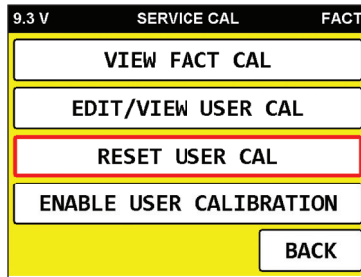 9.3 V SERVICE CAL FACT
VIEW FACT CAL
EDIT/VIEW USER CAL
RESET USER CAL
ENABLE USER CALIBRATION
BACK